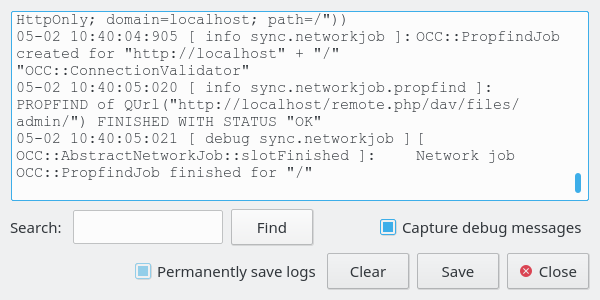 HttpOnly; domain=localhost; path=/"))
05-02 10:40:04:905 [ info sync.networkjob ]: OCC::PropfindJob
created for "http://localhost" + "/"
"OCC::ConnectionValidator"
05-02 10:40:05:020 [ info sync.networkjob.propfind ]:
PROPFIND of QUrl("http://localhost/remote.php/dav/files/
admin/") FINISHED WITH STATUS "OK"
05-02 10:40:05:021 [ debug sync.networkjob ] [
OCC::AbstractNetworkJob::slotFinished ]: Network job
OCC::PropfindJob finished for "/"
Search: Find Capture debug messages
Permanently save logs Clear Save Close